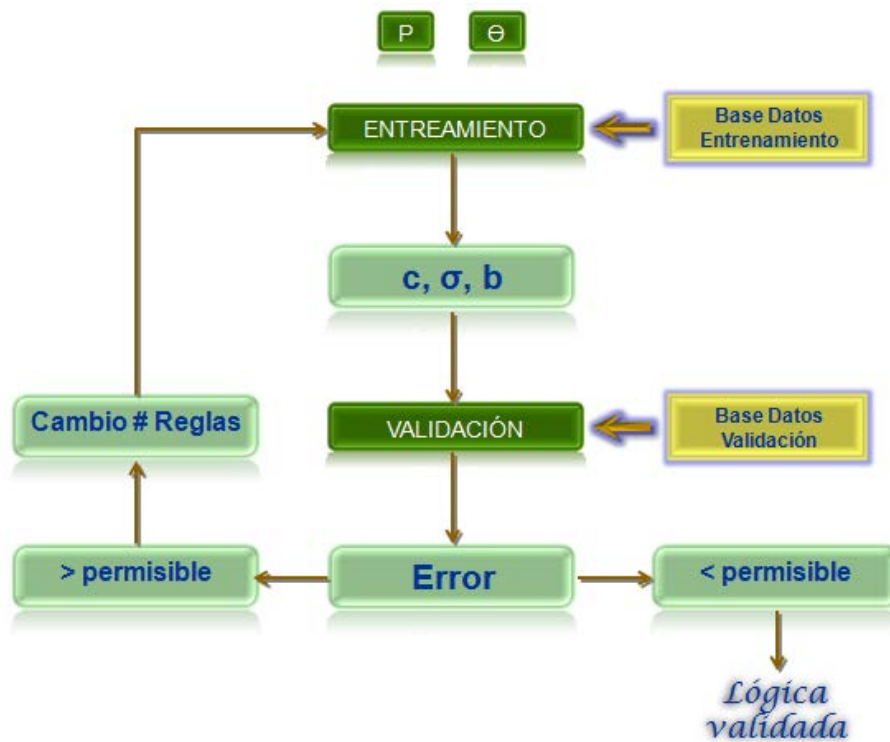 P
Ө
ENTREAMIENTO
Base Datos
Entrenamiento
c, σ, b
Cambio # Reglas
VALIDACIÓN
Base Datos
Validación
> permisible
Error
< permisible
Lógica
validada